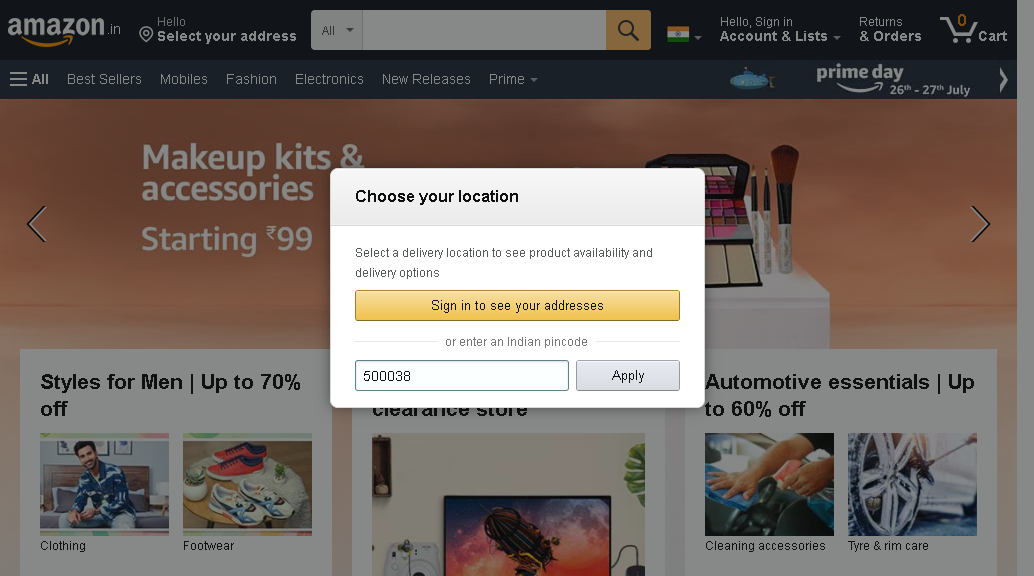 amazon.in
Hello
Select your address
All
Hello, Sign in
Account & Lists
Returns
& Orders
0
Cart
All
Best Sellers
Mobiles
Fashion
Electronics
New Releases
Prime
prime day
26th - 27th July
Makeup kits &
accessories
Starting ₹99
Choose your location
Select a delivery location to see product availability and
delivery options
Sign in to see your addresses
or enter an Indian pincode
500038
Apply
Styles for Men | Up to 70%
off
clearance store
Automotive essentials | Up
to 60% off
Clothing
Footwear
Cleaning accessories
Tyre & rim care